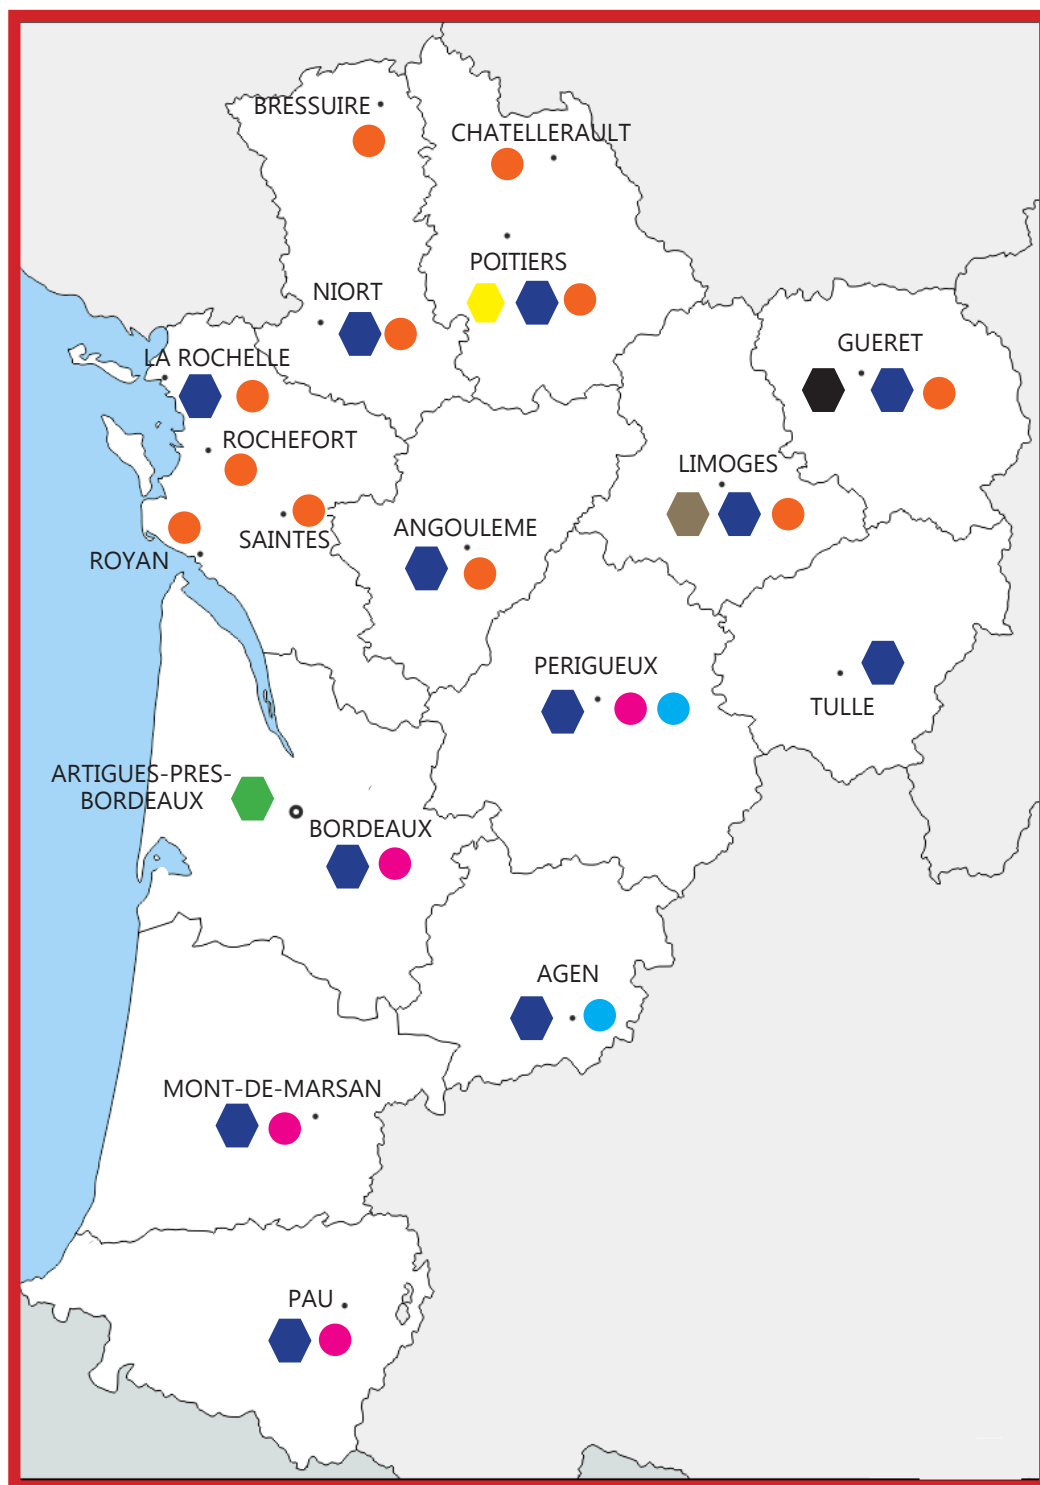 BRESSUIRE
CHATELLERAULT
POITIERS
NIORT
GUERET
LA ROCHELLE
ROCHEFORT
LIMOGES
ANGOULEME
SAINTES
ROYAN
PERIGUEUX
TULLE
ARTIGUES-PRES-
BORDEAUX
BORDEAUX
AGEN
MONT-DE-MARSAN
PAU